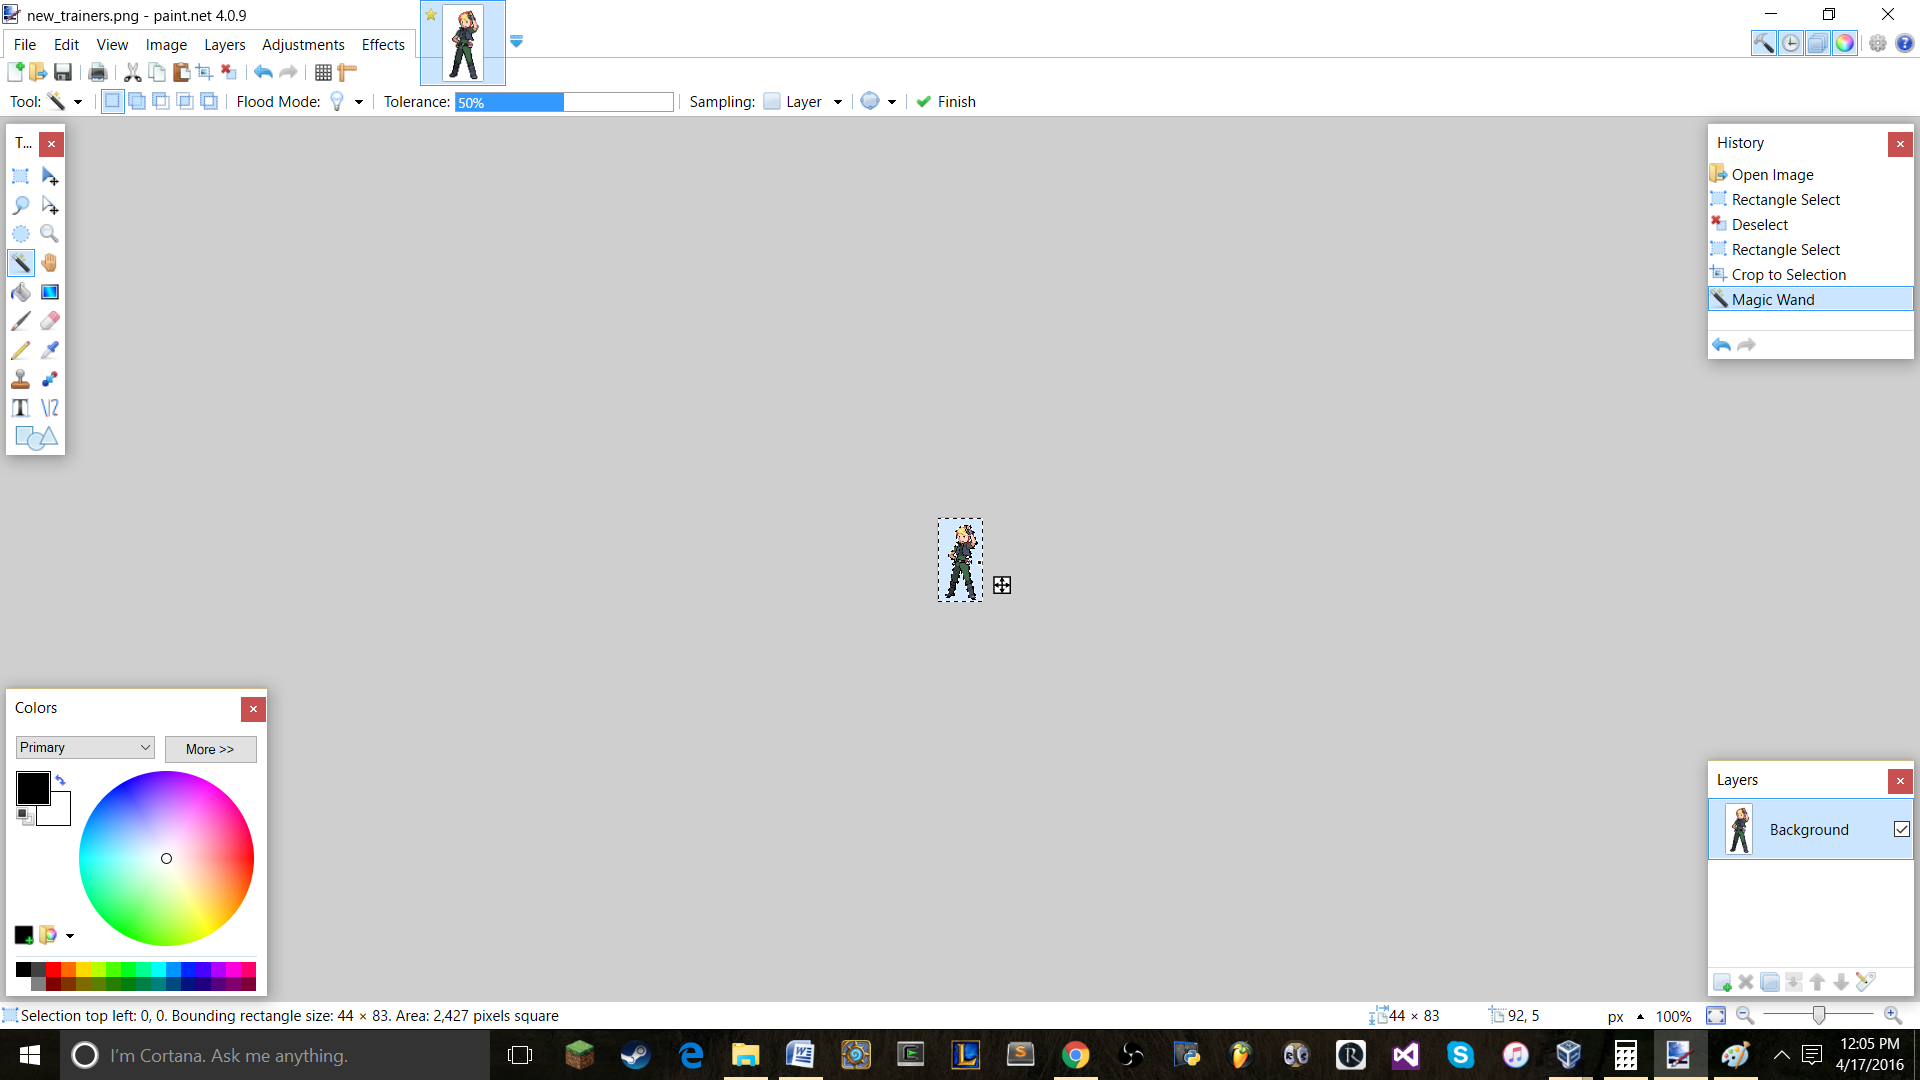 new_trainers.png - paint.net 4.0.9
File Edit View Image Layers Adjustments Effects
Tool: Flood Mode: Tolerance: 50% Sampling: Layer Finish
T...
History
Open Image
Rectangle Select
Deselect
Rectangle Select
Crop to Selection
Magic Wand
Colors
Primary More >>
Layers
Background
Selection top left: 0, 0. Bounding rectangle size: 44 × 83. Area: 2,427 pixels square 44 × 83 92, 5 px 100%
I'm Cortana. Ask me anything.
12:05 PM
4/17/2016